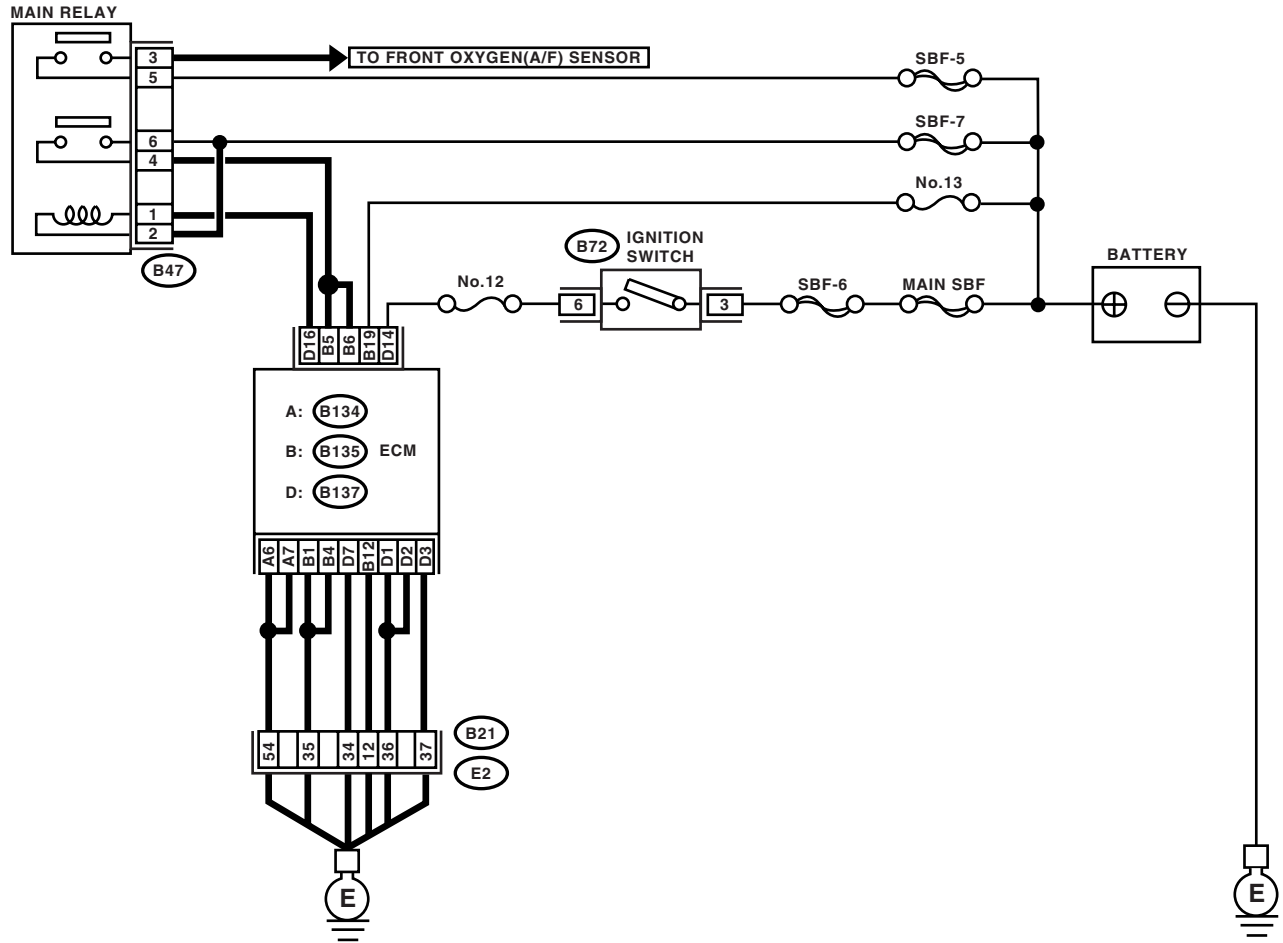 MAIN RELAY
3
TO FRONT OXYGEN(A/F) SENSOR
5
SBF-5
6
SBF-7
4
No.13
1
2
B47
B72
IGNITION
SWITCH
BATTERY
No.12
6
3
SBF-6
MAIN SBF
D16
B5
B6
B19
D14
A:
B134
B:
B135
ECM
D:
B137
A6
A7
B1
B4
D7
B12
D1
D2
D3
54
35
34
12
36
37
B21
E2
E
E